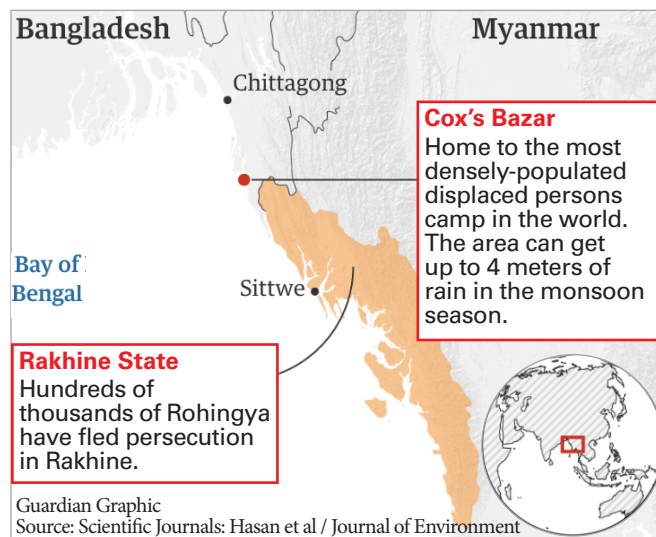 Bangladesh
Myanmar
Chittagong
Cox's Bazar
Home to the most
densely-populated
displaced persons
camp in the world.
The area can get
up to 4 meters of
rain in the monsoon
season.
Bay of
Bengal
Sittwe
Rakhine State
Hundreds of
thousands of Rohingya
have fled persecution
in Rakhine.
Guardian Graphic
Source: Scientific Journals: Hasan et al / Journal of Environment